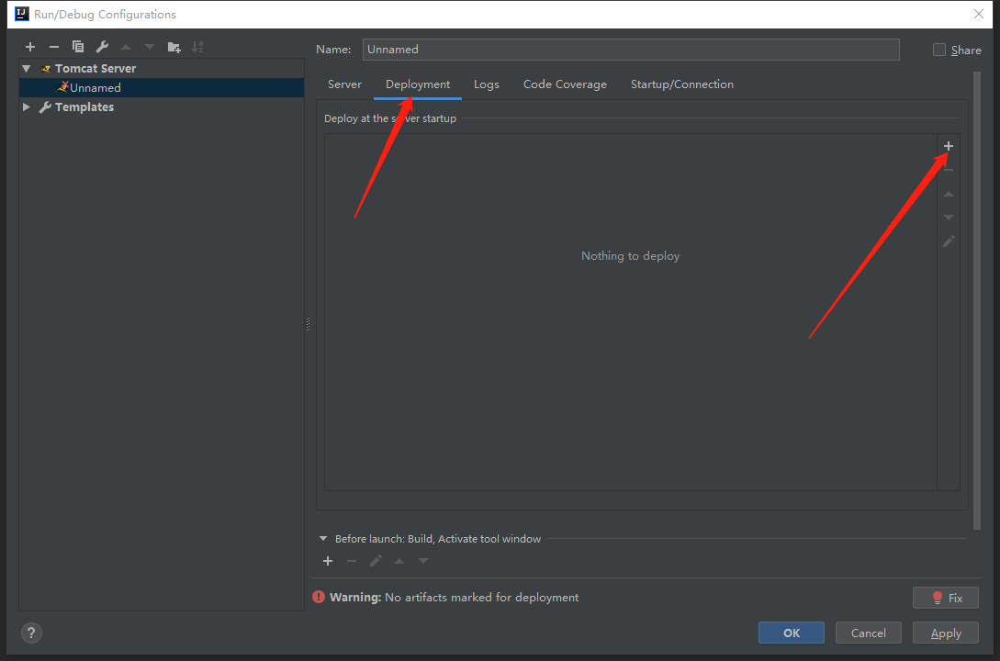 Run/Debug Configurations
Name: Unnamed
Share
Tomcat Server
Unnamed
Templates
Server Deployment Logs Code Coverage Startup/Connection
Deploy at the server startup
Nothing to deploy
Before launch: Build, Activate tool window
Warning: No artifacts marked for deployment
Fix
? OK Cancel Apply